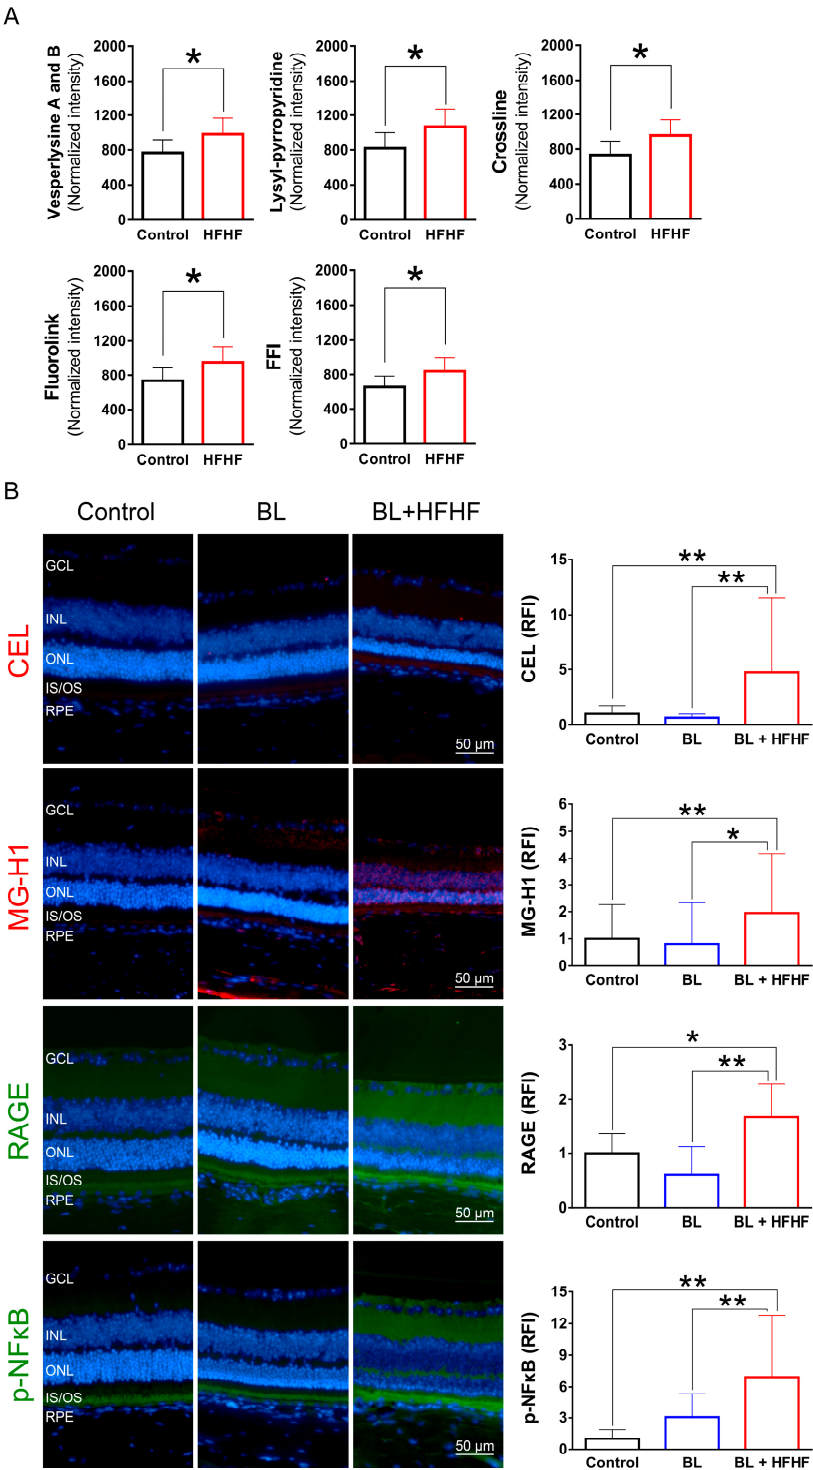 A
Vesperlysine A and B
(Normalized intensity)
2000
1600
1200
800
400
0
*
Control HFHF
Lysyl-pyrropyridine
(Normalized intensity)
2000
1600
1200
800
400
0
*
Control HFHF
Crossline
(Normalized intensity)
2000
1600
1200
800
400
0
*
Control HFHF
Fluorolink
(Normalized intensity)
2000
1600
1200
800
400
0
*
Control HFHF
FFI
(Normalized intensity)
2000
1600
1200
800
400
0
*
Control HFHF
B
Control BL BL+HFHF
CEL
GCL
INL
ONL
IS/OS
RPE
50 µm
CEL (RFI)
15
10
5
0
**
**
Control BL BL + HFHF
MG-H1
GCL
INL
ONL
IS/OS
RPE
50 µm
MG-H1 (RFI)
6
5
4
3
2
1
0
**
*
Control BL BL + HFHF
RAGE
GCL
INL
ONL
IS/OS
RPE
50 µm
RAGE (RFI)
3
2
1
0
*
**
Control BL BL + HFHF
p-NFκB
GCL
INL
ONL
IS/OS
RPE
50 µm
p-NFκB (RFI)
15
12
9
6
3
0
**
**
Control BL BL + HFHF